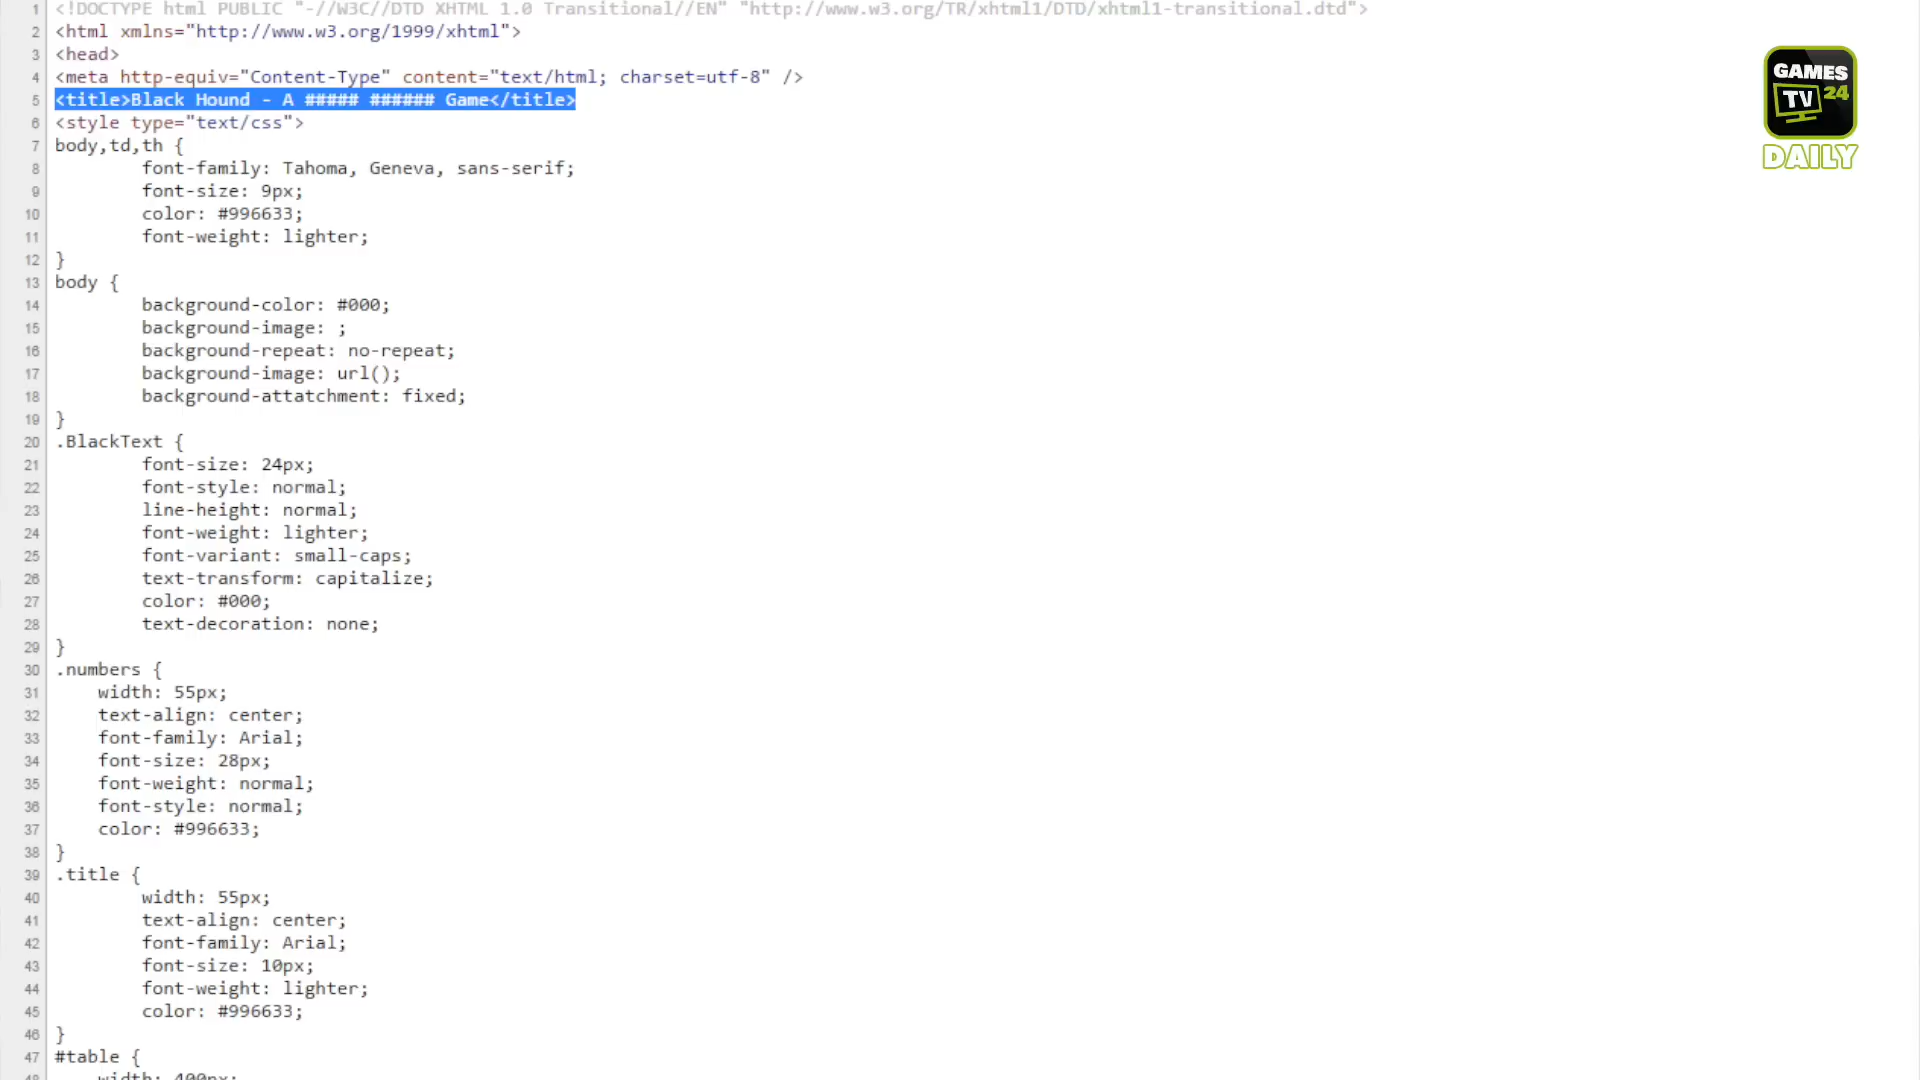 1 <!DOCTYPE html PUBLIC "-//W3C//DTD XHTML 1.0 Transitional//EN" "http://www.w3.org/TR/xhtml1/DTD/xhtml1-transitional.dtd">
2 <html xmlns="http://www.w3.org/1999/xhtml">
3 <head>
4 <meta http-equiv="Content-Type" content="text/html; charset=utf-8" />
5 <title>Black Hound - A ##### ###### Game</title>
6 <style type="text/css">
7 body,td,th {
8 font-family: Tahoma, Geneva, sans-serif;
9 font-size: 9px;
10 color: #996633;
11 font-weight: lighter;
12 }
13 body {
14 background-color: #000;
15 background-image: ;
16 background-repeat: no-repeat;
17 background-image: url();
18 background-attatchment: fixed;
19 }
20 .BlackText {
21 font-size: 24px;
22 font-style: normal;
23 line-height: normal;
24 font-weight: lighter;
25 font-variant: small-caps;
26 text-transform: capitalize;
27 color: #000;
28 text-decoration: none;
29 }
30 .numbers {
31 width: 55px;
32 text-align: center;
33 font-family: Arial;
34 font-size: 28px;
35 font-weight: normal;
36 font-style: normal;
37 color: #996633;
38 }
39 .title {
40 width: 55px;
41 text-align: center;
42 font-family: Arial;
43 font-size: 10px;
44 font-weight: lighter;
45 color: #996633;
46 }
47 #table {
48 width: 400px;
GAMES
TV 24
DAILY